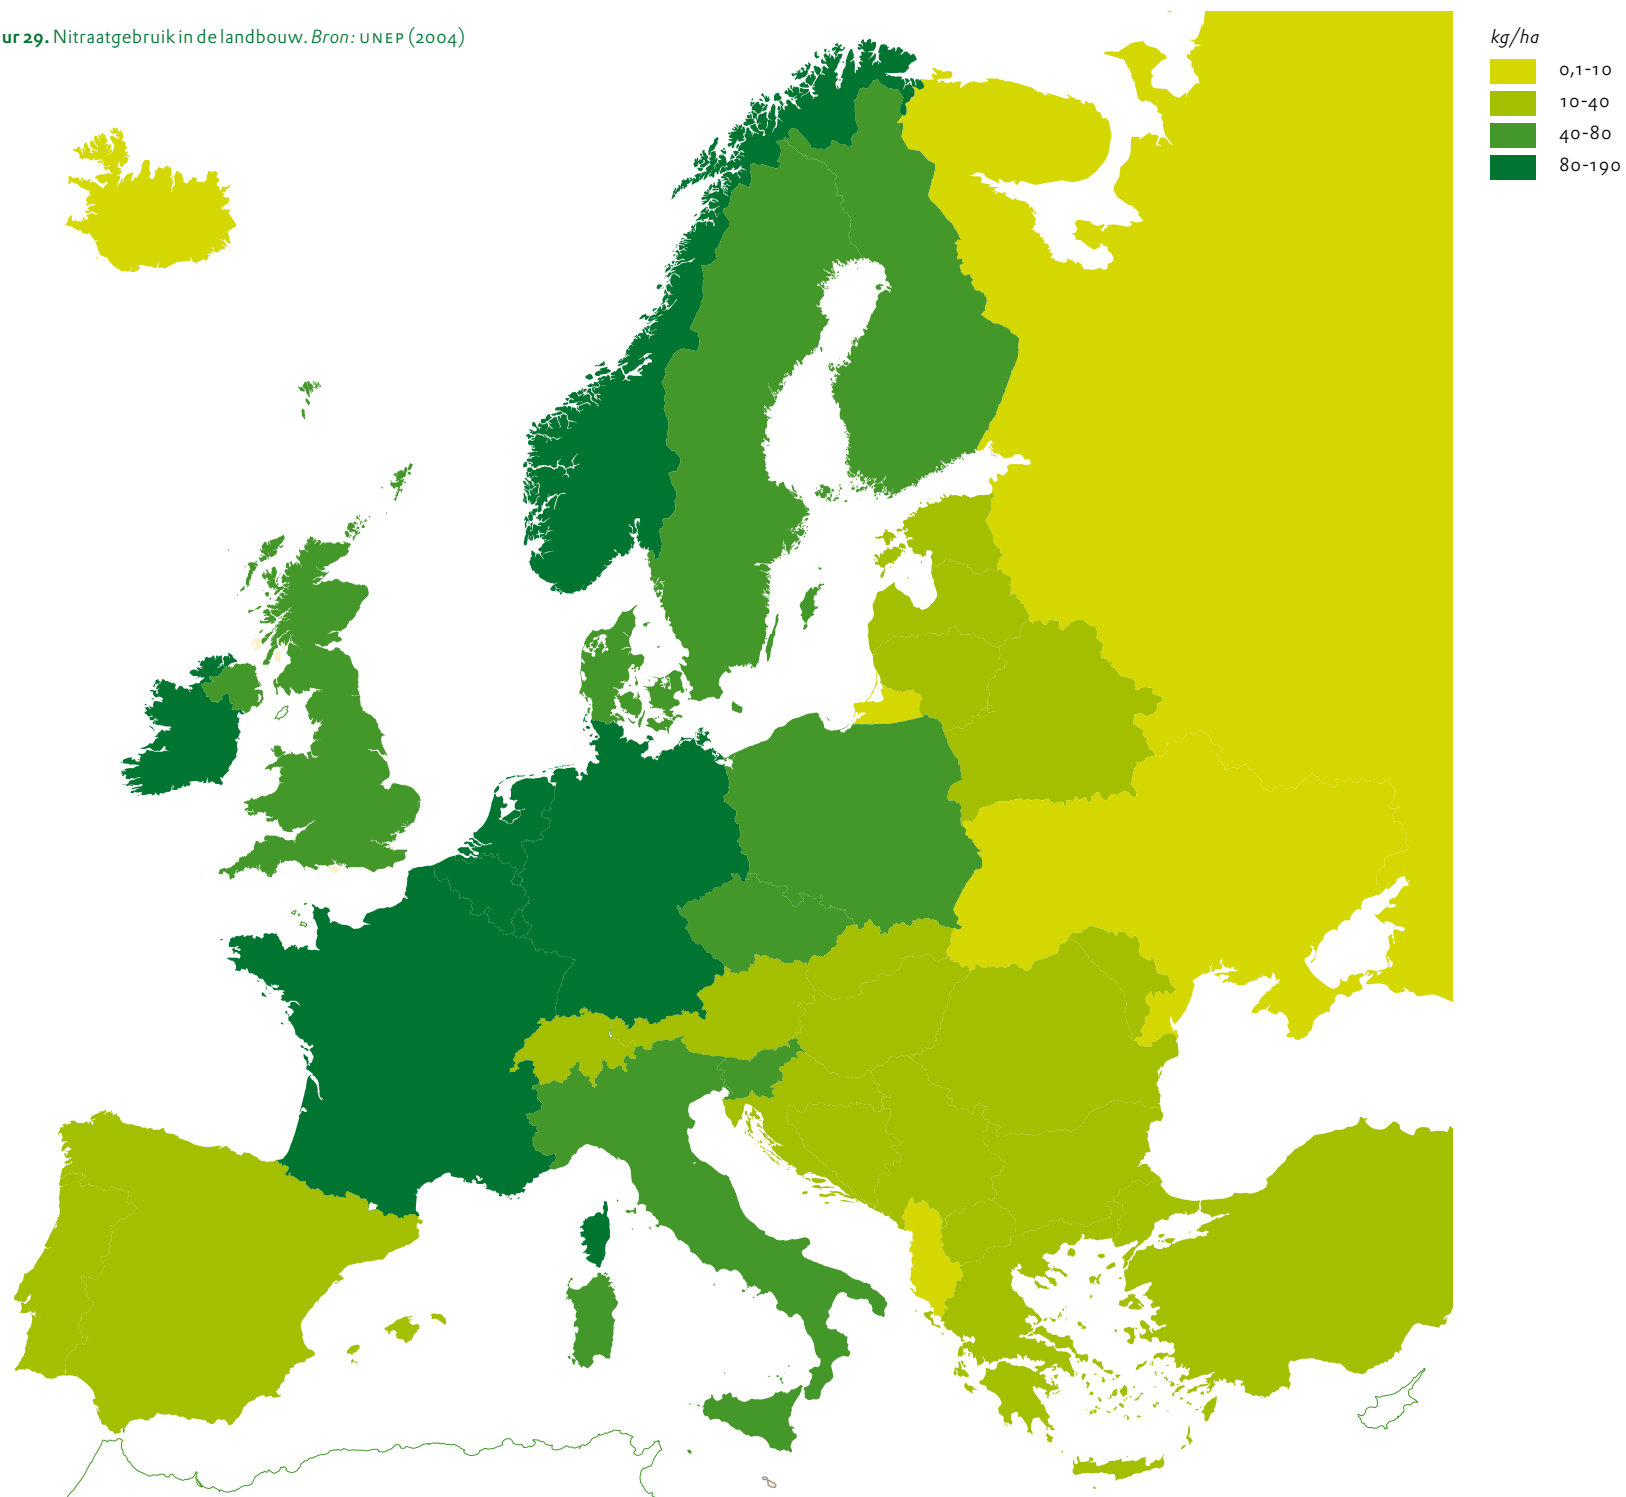 ur 29. Nitraatgebruik in de landbouw. Bron: UNEP (2004)
kg/ha
0,1-10
10-40
40-80
80-190